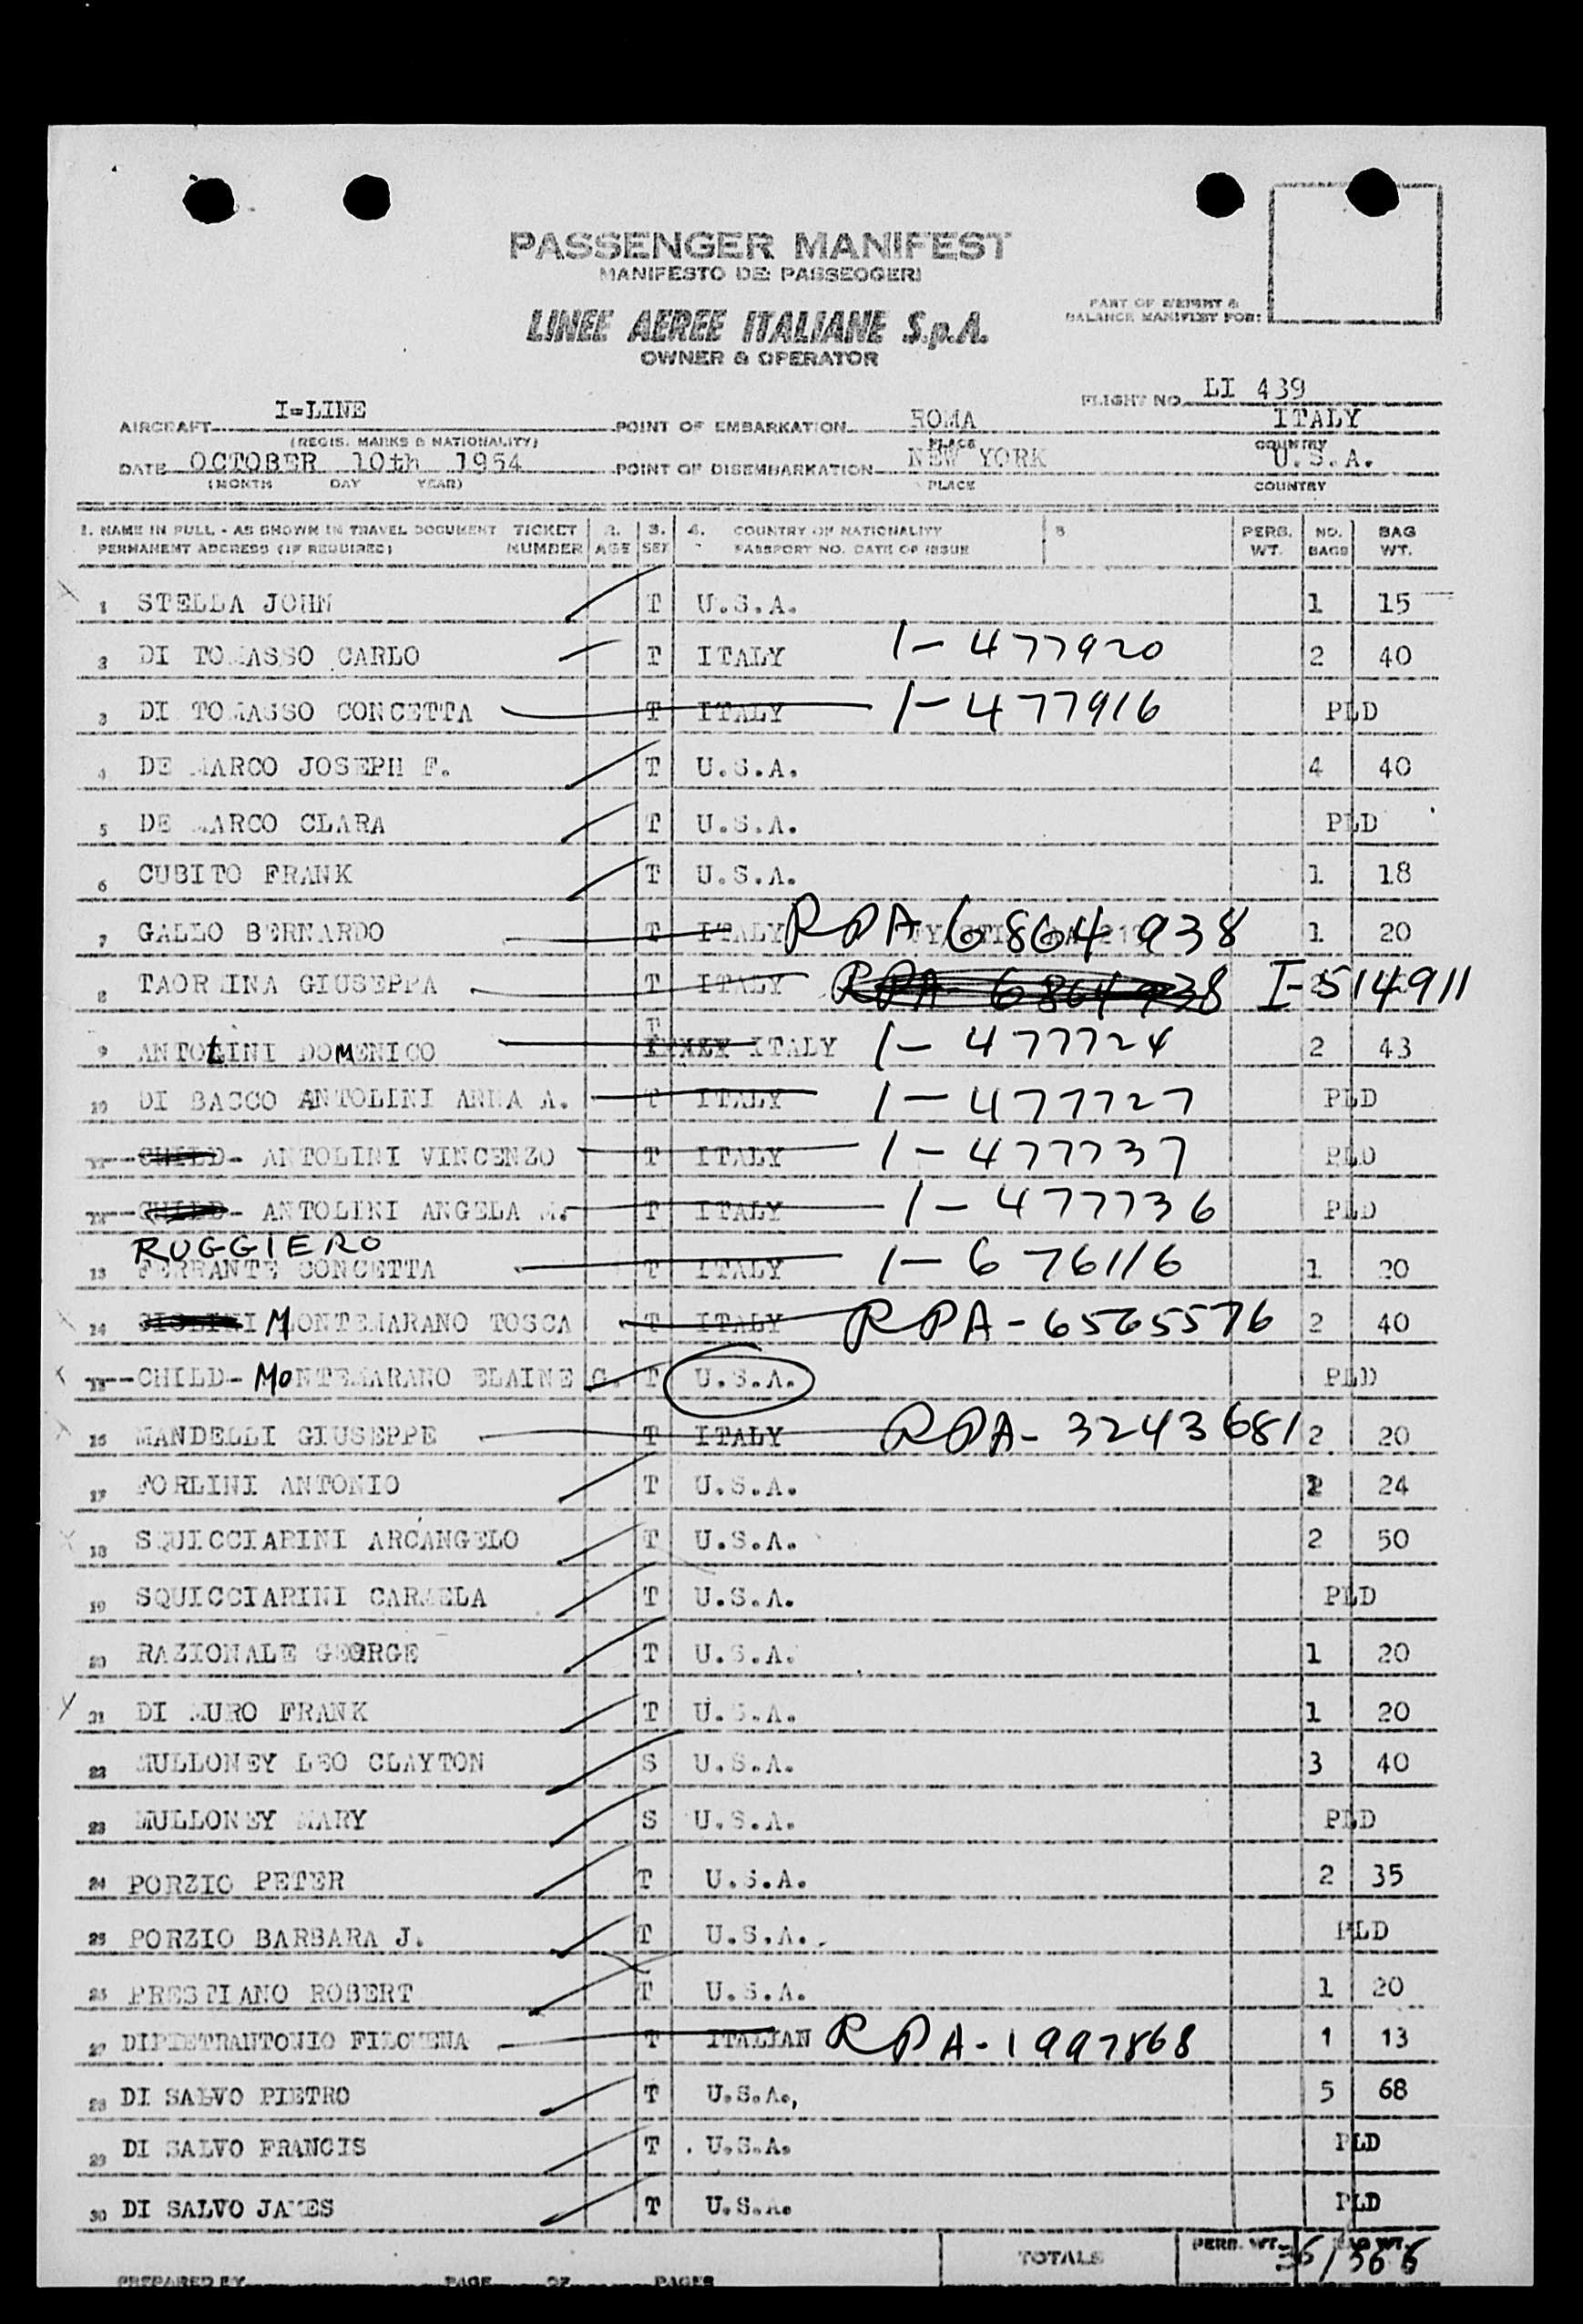 PASSENGER MANIFEST
MANIFESTO DEI PASSEGGERI
LINEE AEREE ITALIANE S.p.A.
OWNER & OPERATOR
PART OF WEIGHT &
BALANCE MANIFEST FOR:
FLIGHT NO. LI 439
AIRCRAFT I-LINE POINT OF EMBARKATION ROMA ITALY
(REGIS. MARKS & NATIONALITY) PLACE COUNTRY
DATE OCTOBER 10th 1954 POINT OF DISEMBARKATION NEW YORK U.S.A.
(MONTH DAY YEAR) PLACE COUNTRY
1. NAME IN FULL - AS SHOWN IN TRAVEL DOCUMENT TICKET 2. 3. 4. COUNTRY OF NATIONALITY 5 PERS. NO. BAG
PERMANENT ADDRESS (IF REQUIRED) NUMBER AGE SEX PASSPORT NO. DATE OF ISSUE WT. BAGS WT.
1 STELLA JOHN T U.S.A. 1 15
2 DI TOMASSO CARLO T ITALY 1-477920 2 40
3 DI TOMASSO CONCETTA T ITALY 1-477916 PLD
4 DE MARCO JOSEPH F. T U.S.A. 4 40
5 DE MARCO CLARA T U.S.A. PLD
6 CUBITO FRANK T U.S.A. 1 18
7 GALLO BERNARDO T ITALY RPA 6864938 1 20
8 TAORMINA GIUSEPPA T ITALY RPA-6864938 I-514911
9 ANTOLINI DOMENICO T ITALY ITALY 1-477724 2 43
10 DI BACCO ANTOLINI ANNA A. T ITALY 1-477727 PLD
11 CHILD- ANTOLINI VINCENZO T ITALY 1-477737 PLD
12 CHILD- ANTOLINI ANGELA M. T ITALY 1-477736 PLD
RUGGIERO
13 FERRANTE CONCETTA T ITALY 1-676116 1 20
14 MONTEMARANO TOSCA T ITALY RPA-6565576 2 40
15 CHILD- MONTEMARANO ELAINE C. T U.S.A. PLD
16 MANDELLI GIUSEPPE T ITALY RPA-3243681 2 20
17 FORLINI ANTONIO T U.S.A. 24
18 SQUICCIARINI ARCANGELO T U.S.A. 2 50
19 SQUICCIARINI CARMELA T U.S.A. PLD
20 RAZIONALE GEORGE T U.S.A. 1 20
21 DI MURO FRANK T U.S.A. 1 20
22 MULLONEY LEO CLAYTON S U.S.A. 3 40
23 MULLONEY MARY S U.S.A. PLD
24 PORZIO PETER T U.S.A. 2 35
25 PORZIO BARBARA J. T U.S.A. PLD
26 PRESTIANO ROBERT T U.S.A. 1 20
27 DIPIETRANTONIO FILOMENA T ITALIAN RPA-1997868 1 13
28 DI SALVO PIETRO T U.S.A., 5 68
29 DI SALVO FRANCIS T U.S.A. PLD
30 DI SALVO JAMES T U.S.A. PLD
TOTALS PERS. WT. BAG WT.
PREPARED BY PAGE OF PAGES